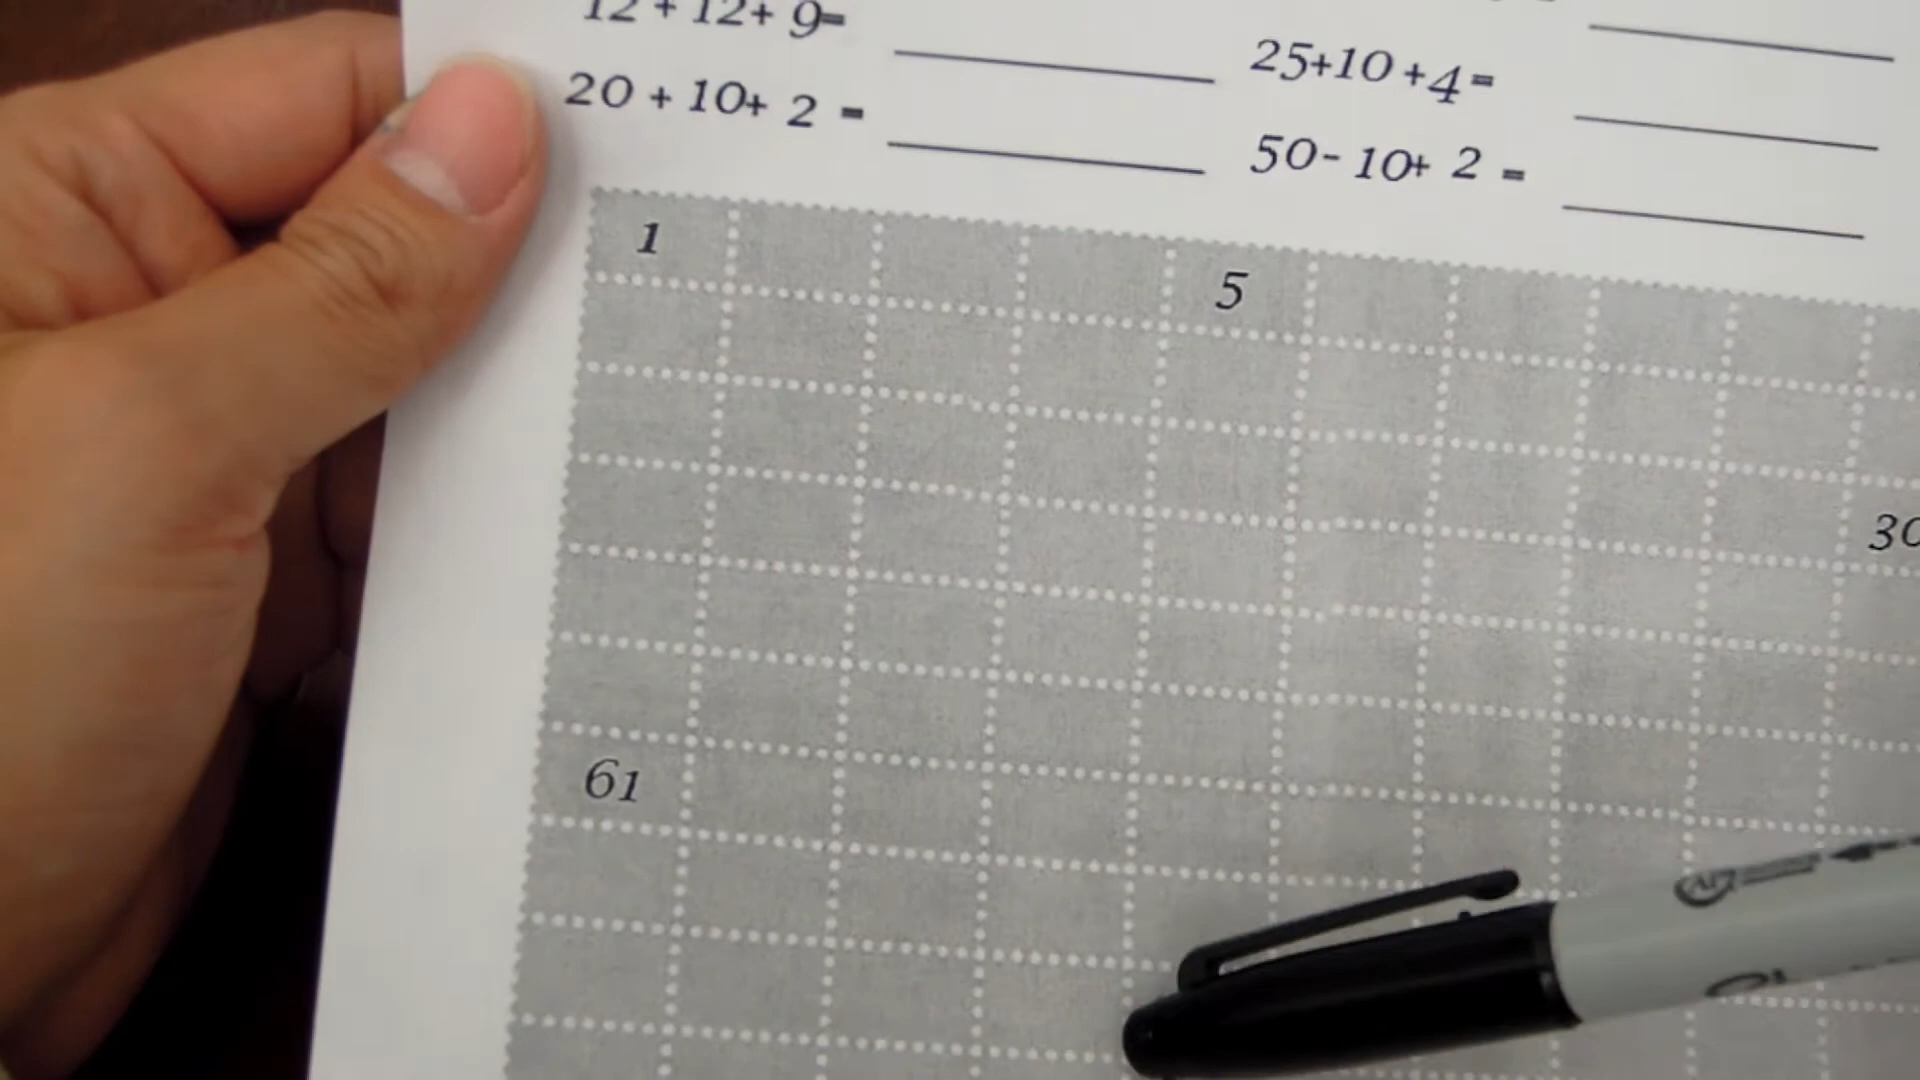 12 + 12+ 9=
20 + 10+ 2 =
25+10 +4=
50- 10+ 2 =
1
5
30
61